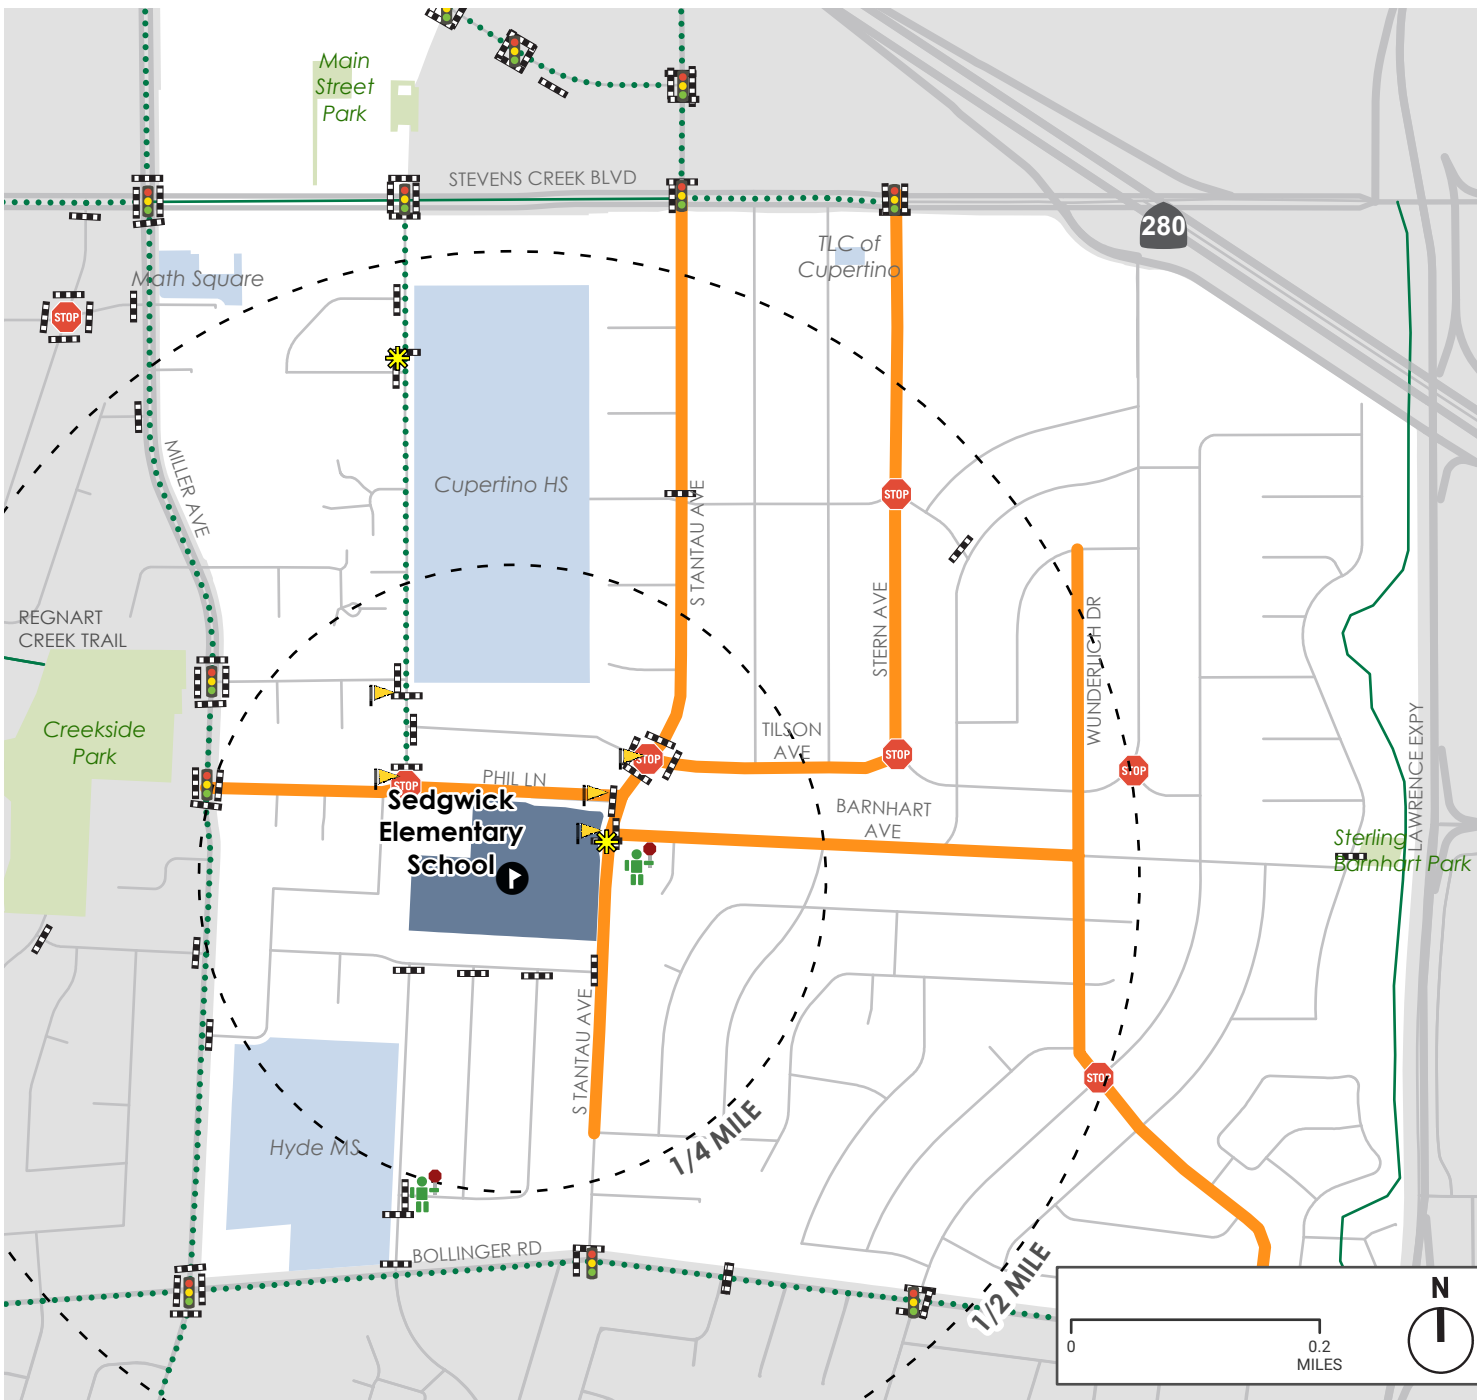 Main
Street
Park
STEVENS CREEK BLVD
280
TLC of
Cupertino
Math Square
STOP
MILLER AVE
Cupertino HS
S TANTAU AVE
STOP
STERN AVE
WUNDERLICH DR
REGNART
CREEK TRAIL
Creekside
Park
TILSON
AVE
STOP
STOP
STOP
STOP
PHIL LN
BARNHART
AVE
LAWRENCE EXPY
Sedgwick
Elementary
School
Sterling
Barnhart Park
S TANTAU AVE
STOP
1/4 MILE
Hyde MS
BOLLINGER RD
1/2 MILE
N
0
0.2
MILES